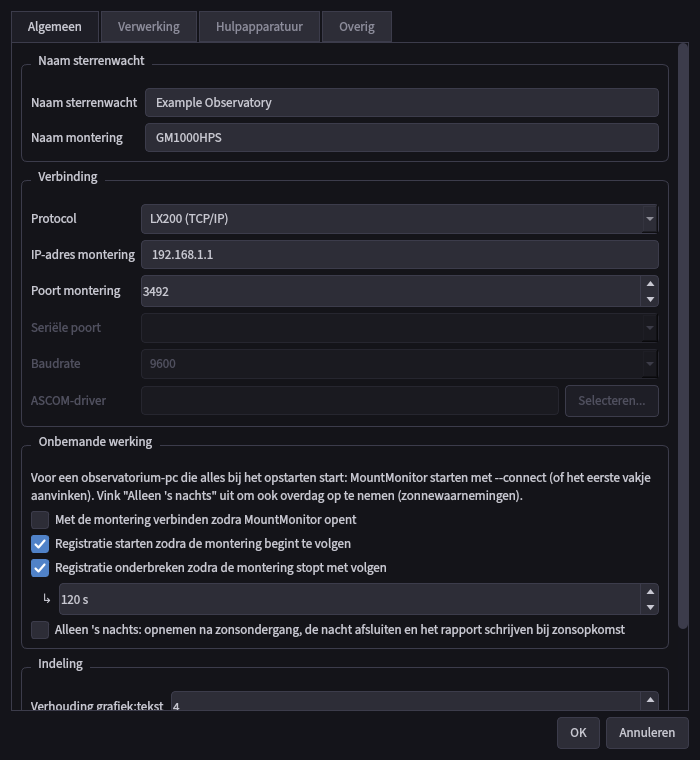 Algemeen Verwerking Hulpapparatuur Overig
Naam sterrenwacht
Naam sterrenwacht Example Observatory
Naam montering GM1000HPS
Verbinding
Protocol LX200 (TCP/IP)
IP-adres montering 192.168.1.1
Poort montering 3492
Seriële poort
Baudrate 9600
ASCOM-driver Selecteren...
Onbemande werking
Voor een observatorium-pc die alles bij het opstarten start: MountMonitor starten met --connect (of het eerste vakje
aanvinken). Vink "Alleen 's nachts" uit om ook overdag op te nemen (zonnewaarnemingen).
Met de montering verbinden zodra MountMonitor opent
Registratie starten zodra de montering begint te volgen
Registratie onderbreken zodra de montering stopt met volgen
↳ 120 s
Alleen 's nachts: opnemen na zonsondergang, de nacht afsluiten en het rapport schrijven bij zonsopkomst
Indeling
Verhouding grafiek:tekst 4
OK Annuleren